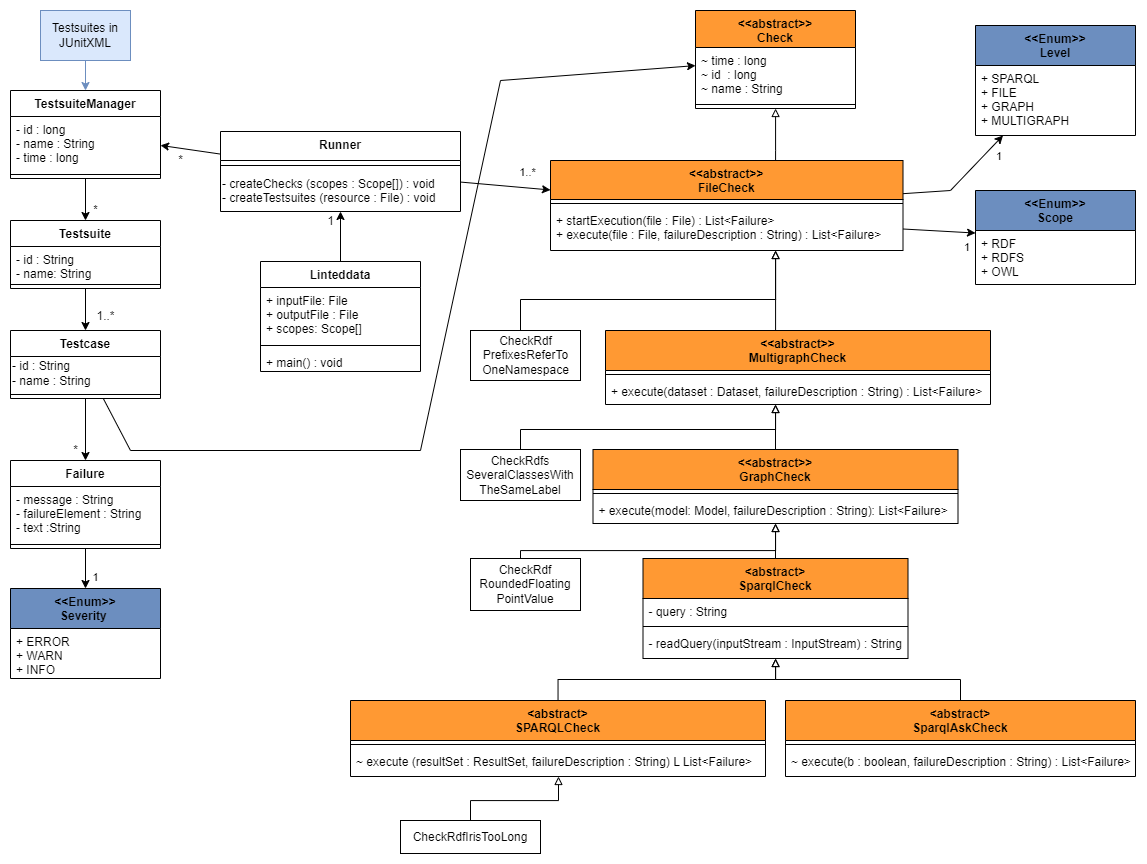 Testsuites in
JUnitXML
TestsuiteManager
- id : long
- name : String
- time : long
*
Testsuite
- id : String
- name: String
1..*
Testcase
- id : String
- name : String
*
Failure
- message : String
- failureElement : String
- text :String
1
<<Enum>>
Severity
+ ERROR
+ WARN
+ INFO
*
Runner
- createChecks (scopes : Scope[]) : void
- createTestsuites (resource : File) : void
1
Linteddata
+ inputFile: File
+ outputFile : File
+ scopes: Scope[]
+ main() : void
<<abstract>>
Check
~ time : long
~ id : long
~ name : String
1..*
<<abstract>>
FileCheck
+ startExecution(file : File) : List<Failure>
+ execute(file : File, failureDescription : String) : List<Failure>
<<Enum>>
Level
+ SPARQL
+ FILE
+ GRAPH
+ MULTIGRAPH
1
<<Enum>>
Scope
+ RDF
+ RDFS
+ OWL
1
CheckRdf
PrefixesReferTo
OneNamespace
<<abstract>>
MultigraphCheck
+ execute(dataset : Dataset, failureDescription : String) : List<Failure>
CheckRdfs
SeveralClassesWith
TheSameLabel
<<abstract>>
GraphCheck
+ execute(model: Model, failureDescription : String): List<Failure>
CheckRdf
RoundedFloating
PointValue
<abstract>
SparqlCheck
- query : String
- readQuery(inputStream : InputStream) : String
<abstract>
SPARQLCheck
~ execute (resultSet : ResultSet, failureDescription : String) L List<Failure>
<abstract>
SparqlAskCheck
~ execute(b : boolean, failureDescription : String) : List<Failure>
CheckRdfIrisTooLong